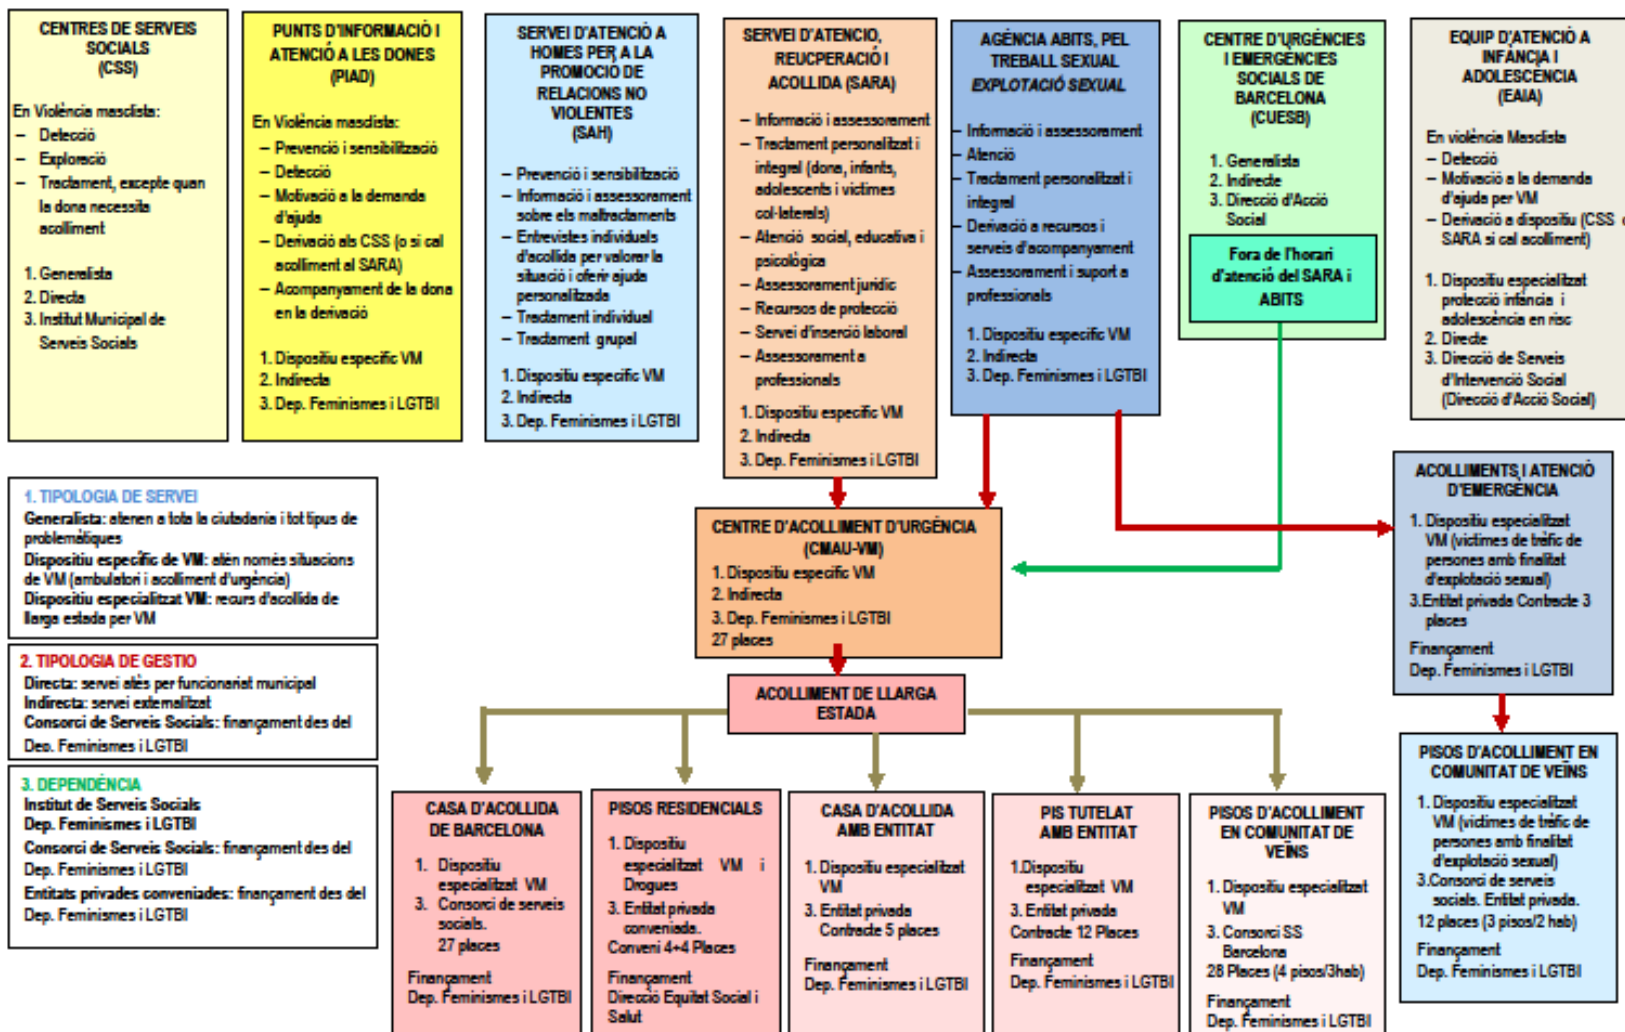 CENTRES DE SERVEIS
SOCIALS
(CSS)
En Violència masclista:
– Detecció
– Exploració
– Tractament, excepte quan
la dona necessita
acolliment
1. Generalista
2. Directa
3. Institut Municipal de
Serveis Socials
PUNTS D'INFORMACIÓ I
ATENCIÓ A LES DONES
(PIAD)
En Violència masclista:
– Prevenció i sensibilització
– Detecció
– Motivació a la demanda
d'ajuda
– Derivació als CSS (o si cal
acolliment al SARA)
– Acompanyament de la dona
en la derivació
1. Dispositiu específic VM
2. Indirecta
3. Dep. Feminismes i LGTBI
SERVEI D'ATENCIÓ A
HOMES PER A LA
PROMOCIÓ DE
RELACIONS NO
VIOLENTES
(SAH)
– Prevenció i sensibilització
– Informació i assessorament
sobre els maltractaments
– Entrevistes individuals
d'acollida per valorar la
situació i oferir ajuda
personalitzada
– Tractament individual
– Tractament grupal
1. Dispositiu específic VM
2. Indirecta
3. Dep. Feminismes i LGTBI
SERVEI D'ATENCIO,
REUCPERACIÓ I
ACOLLIDA (SARA)
– Informació i assessorament
– Tractament personalitzat i
integral (dona, infants,
adolescents i víctimes
col·laterals)
– Atenció social, educativa i
psicològica
– Assessorament jurídic
– Recursos de protecció
– Servei d'inserció laboral
– Assessorament a
professionals
1. Dispositiu específic VM
2. Indirecta
3. Dep. Feminismes i LGTBI
AGÈNCIA ABITS, PEL
TREBALL SEXUAL
EXPLOTACIÓ SEXUAL
– Informació i assessorament
– Atenció
– Tractament personalitzat i
integral
– Derivació a recursos i
serveis d'acompanyament
– Assessorament i suport a
professionals
1. Dispositiu específic VM
2. Indirecta
3. Dep. Feminismes i LGTBI
CENTRE D'URGÈNCIES
I EMERGÈNCIES
SOCIALS DE
BARCELONA
(CUESB)
1. Generalista
2. Indirecte
3. Direcció d'Acció
Social
Fora de l'horari
d'atenció del SARA i
ABITS
EQUIP D'ATENCIÓ A
INFÀNCIA I
ADOLESCÈNCIA
(EAIA)
En violència Masclista
– Detecció
– Motivació a la demanda
d'ajuda per VM
– Derivació a dispositiu (CSS
SARA si cal acolliment)
1. Dispositiu especialitzat
protecció infància i
adolescència en risc
2. Directe
3. Direcció de Serveis
d'Intervenció Social
(Direcció d'Acció Social)
1. TIPOLOGIA DE SERVEI
Generalista: atenen a tota la ciutadania i tot tipus de
problemàtiques
Dispositiu específic de VM: atèn només situacions
de VM (ambulatori i acolliment d'urgència)
Dispositiu especialitzat VM: recurs d'acollida de
llarga estada per VM
2. TIPOLOGIA DE GESTIO
Directa: servei atès per funcionariat municipal
Indirecta: servei externalitzat
Consorci de Serveis Socials: finançament des del
Dep. Feminismes i LGTBI
3. DEPENDÈNCIA
Institut de Serveis Socials
Dep. Feminismes i LGTBI
Consorci de Serveis Socials: finançament des del
Dep. Feminismes i LGTBI
Entitats privades conveniades: finançament des del
Dep. Feminismes i LGTBI
CENTRE D'ACOLLIMENT D'URGÈNCIA
(CMAU-VM)
1. Dispositiu específic VM
2. Indirecta
3. Dep. Feminismes i LGTBI
27 places
ACOLLIMENTS I ATENCIÓ
D'EMERGÈNCIA
1. Dispositiu especialitzat
VM (víctimes de tràfic de
persones amb finalitat
d'explotació sexual)
3.Entitat privada Contracte 3
places
Finançament
Dep. Feminismes i LGTBI
ACOLLIMENT DE LLARGA
ESTADA
CASA D'ACOLLIDA
DE BARCELONA
1. Dispositiu
especialitzat VM
3. Consorci de serveis
socials.
27 places
Finançament
Dep. Feminismes i LGTBI
PISOS RESIDENCIALS
1. Dispositiu
especialitzat VM i
Drogues
3. Entitat privada
conveniada.
Conveni 4+4 Places
Finançament
Direcció Equitat Social i
Salut
CASA D'ACOLLIDA
AMB ENTITAT
1. Dispositiu especialitzat
VM
3. Entitat privada
Contracte 5 places
Finançament
Dep. Feminismes i LGTBI
PIS TUTELAT
AMB ENTITAT
1.Dispositiu
especialitzat VM
3. Entitat privada
Contracte 12 Places
Finançament
Dep. Feminismes i LGTBI
PISOS D'ACOLLIMENT
EN COMUNITAT DE
VEÏNS
1. Dispositiu especialitzat
VM
3. Consorci SS
Barcelona
28 Places (4 pisos/3hab)
Finançament
Dep. Feminismes i LGTBI
PISOS D'ACOLLIMENT EN
COMUNITAT DE VEÏNS
1. Dispositiu especialitzat
VM (víctimes de tràfic de
persones amb finalitat
d'explotació sexual)
3.Consorci de serveis
socials. Entitat privada.
12 places (3 pisos/2 hab)
Finançament
Dep. Feminismes i LGTBI